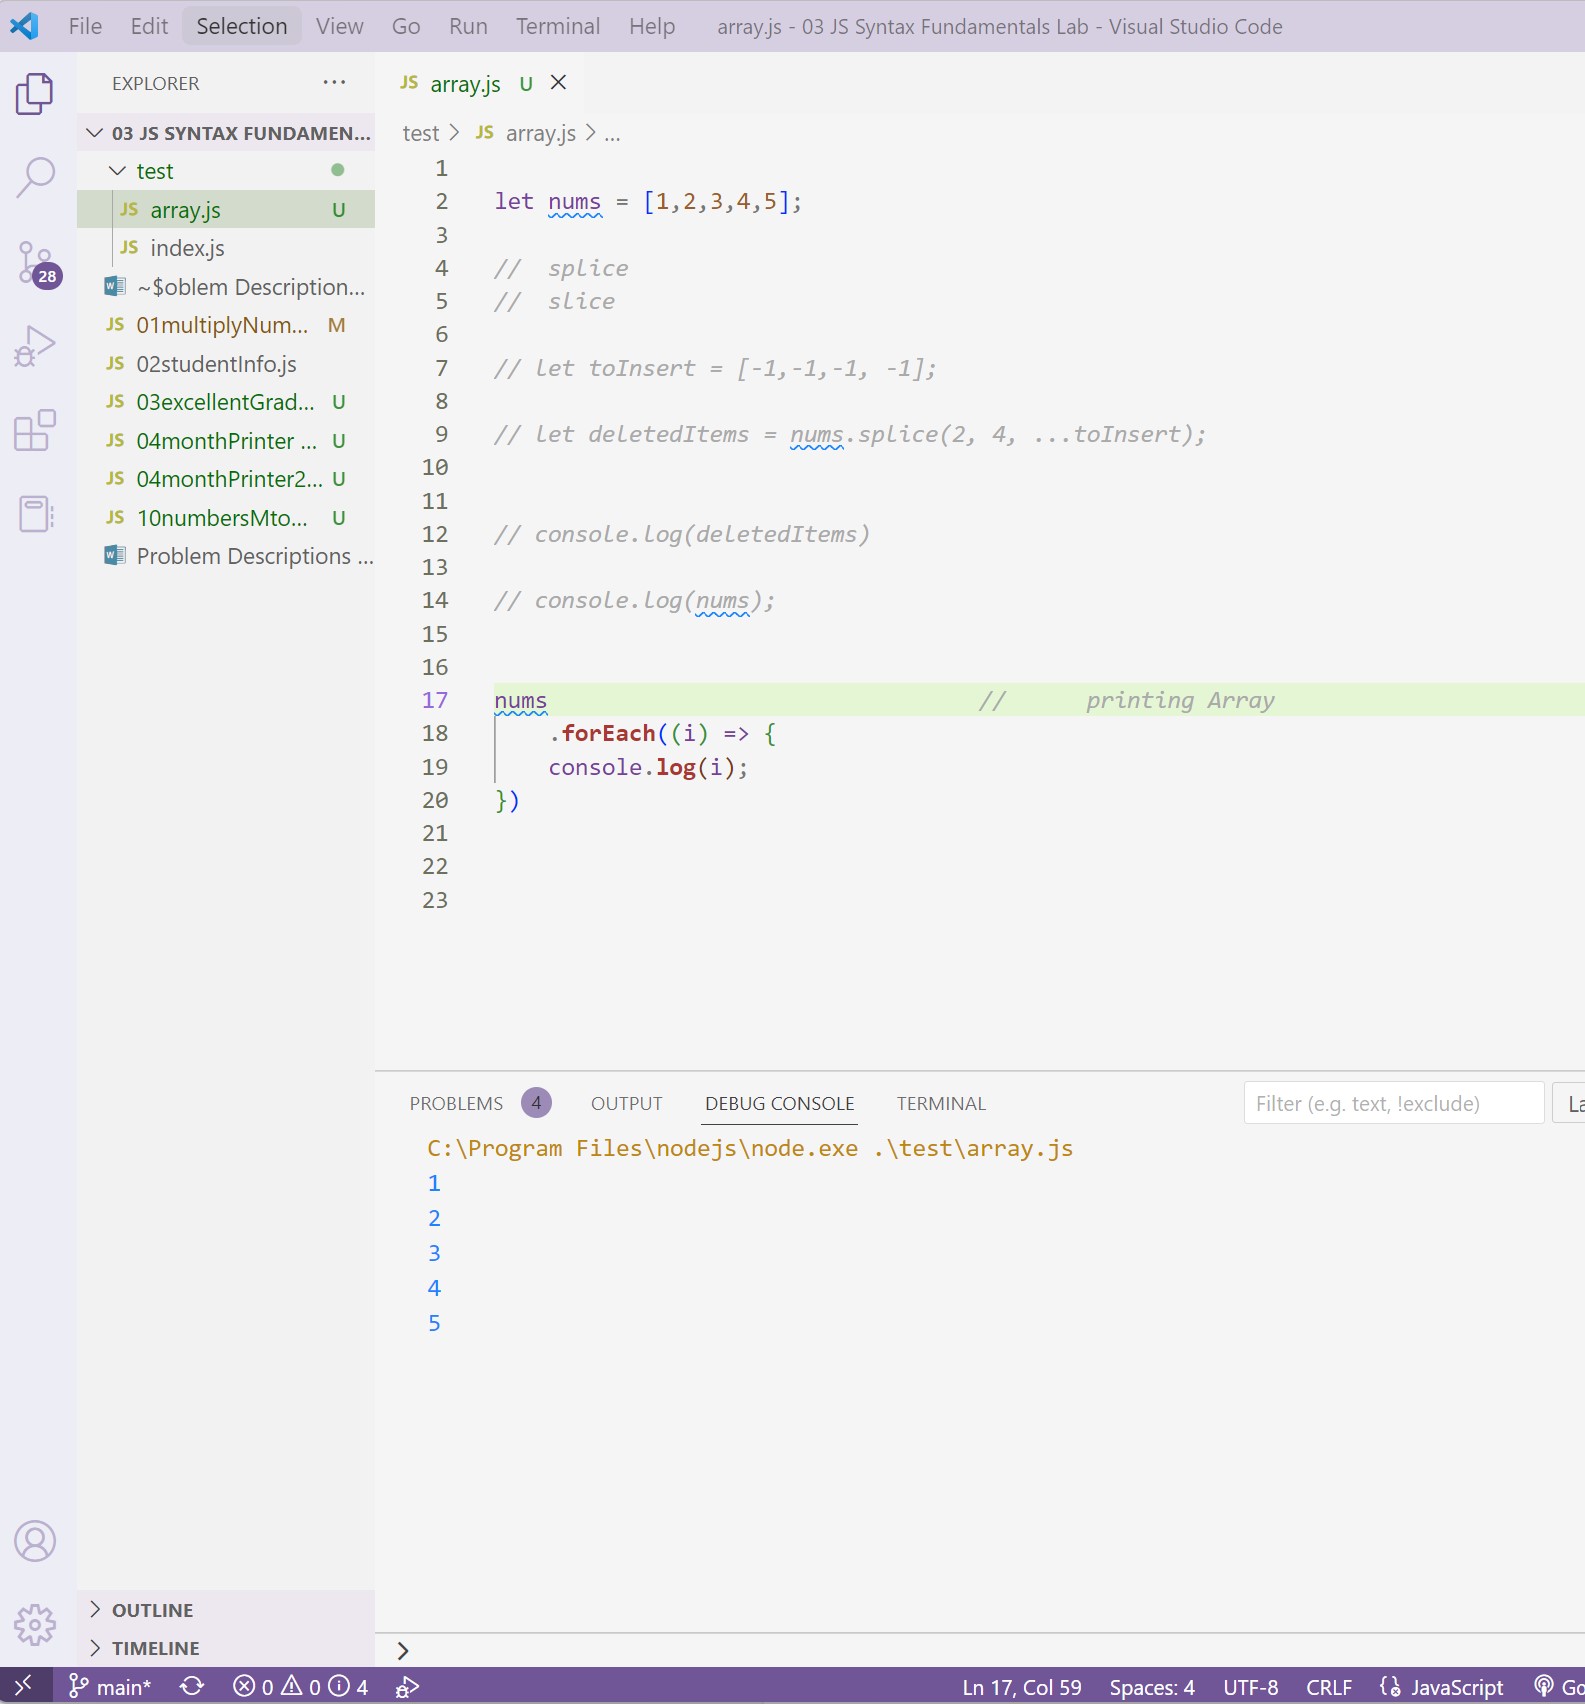 File Edit Selection View Go Run Terminal Help array.js - 03 JS Syntax Fundamentals Lab - Visual Studio Code
EXPLORER ...
03 JS SYNTAX FUNDAMEN...
test
JS array.js U
JS index.js
~$oblem Description...
JS 01multiplyNum... M
JS 02studentInfo.js
JS 03excellentGrad... U
JS 04monthPrinter ... U
JS 04monthPrinter2... U
JS 10numbersMto... U
Problem Descriptions ...
28
OUTLINE
TIMELINE
JS array.js U
test > JS array.js > ...
1
2 let nums = [1,2,3,4,5];
3
4 // splice
5 // slice
6
7 // let toInsert = [-1,-1,-1, -1];
8
9 // let deletedItems = nums.splice(2, 4, ...toInsert);
10
11
12 // console.log(deletedItems)
13
14 // console.log(nums);
15
16
17 nums // printing Array
18 .forEach((i) => {
19 console.log(i);
20 })
21
22
23
PROBLEMS 4 OUTPUT DEBUG CONSOLE TERMINAL Filter (e.g. text, !exclude) La
C:\Program Files\nodejs\node.exe .\test\array.js
1
2
3
4
5
>
main* 0 0 4 Ln 17, Col 59 Spaces: 4 UTF-8 CRLF JavaScript Go